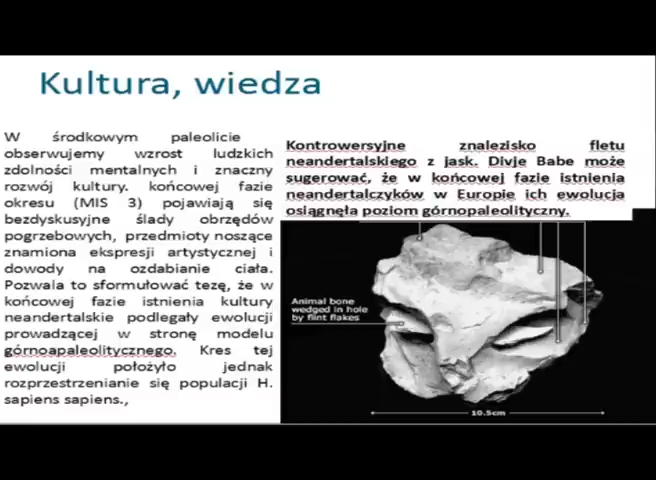 Kultura, wiedza
W środkowym paleolicie
obserwujemy wzrost ludzkich
zdolności mentalnych i znaczny
rozwój kultury. końcowej fazie
okresu (MIS 3) pojawiają się
bezdyskusyjne ślady obrzędów
pogrzebowych, przedmioty noszące
znamiona ekspresji artystycznej i
dowody na ozdabianie ciała.
Pozwala to sformułować tezę, że w
końcowej fazie istnienia kultury
neandertalskie podlegały ewolucji
prowadzącej w stronę modelu
górnoapaleolitycznego. Kres tej
ewolucji położyło jednak
rozprzestrzenianie się populacji H.
sapiens sapiens.,
Kontrowersyjne znalezisko fletu
neandertalskiego z jask. Divje Babe może
sugerować, że w końcowej fazie istnienia
neandertalczyków w Europie ich ewolucja
osiągnęła poziom górnopaleolityczny.
Animal bone
wedged in hole
by flint flakes
10.5cm